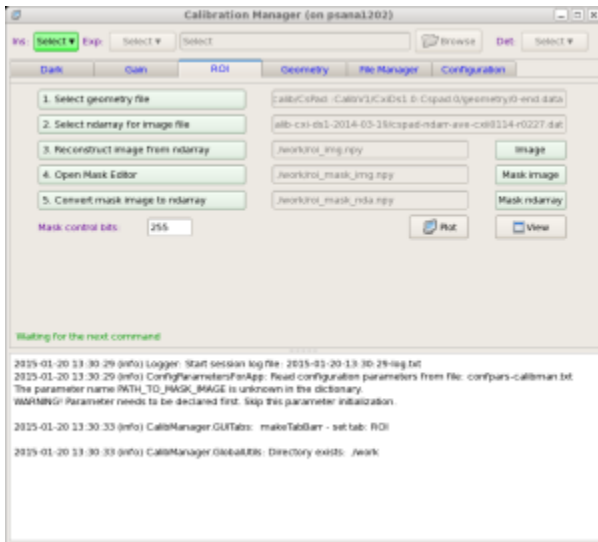 Calibration Manager (on psana1202)
Ins: Select Exp: Select Select Browse Det: Select
Dark Gain ROI Geometry File Manager Configuration
1. Select geometry file
2. Select ndarray for image file
3. Reconstruct image from ndarray ./work/roi_img.npy Image
4. Open Mask Editor ./work/roi_mask_img.npy Mask image
5. Convert mask image to ndarray ./work/roi_mask_nda.npy Mask ndarray
Mask control bits: 255 Plot View
Waiting for the next command
2015-01-20 13:30:29 (info) Logger: Start session log file: 2015-01-20-13:30:29-log.txt
2015-01-20 13:30:29 (info) ConfigParametersForApp: Read configuration parameters from file: confpars-calibman.txt
The parameter name PATH_TO_MASK_IMAGE is unknown in the dictionary.
WARNING! Parameter needs to be declared first. Skip this parameter initialization.
2015-01-20 13:30:33 (info) CalibManager.GUITabs: makeTabBar - set tab: ROI
2015-01-20 13:30:33 (info) CalibManager.GlobalUtils: Directory exists: ./work